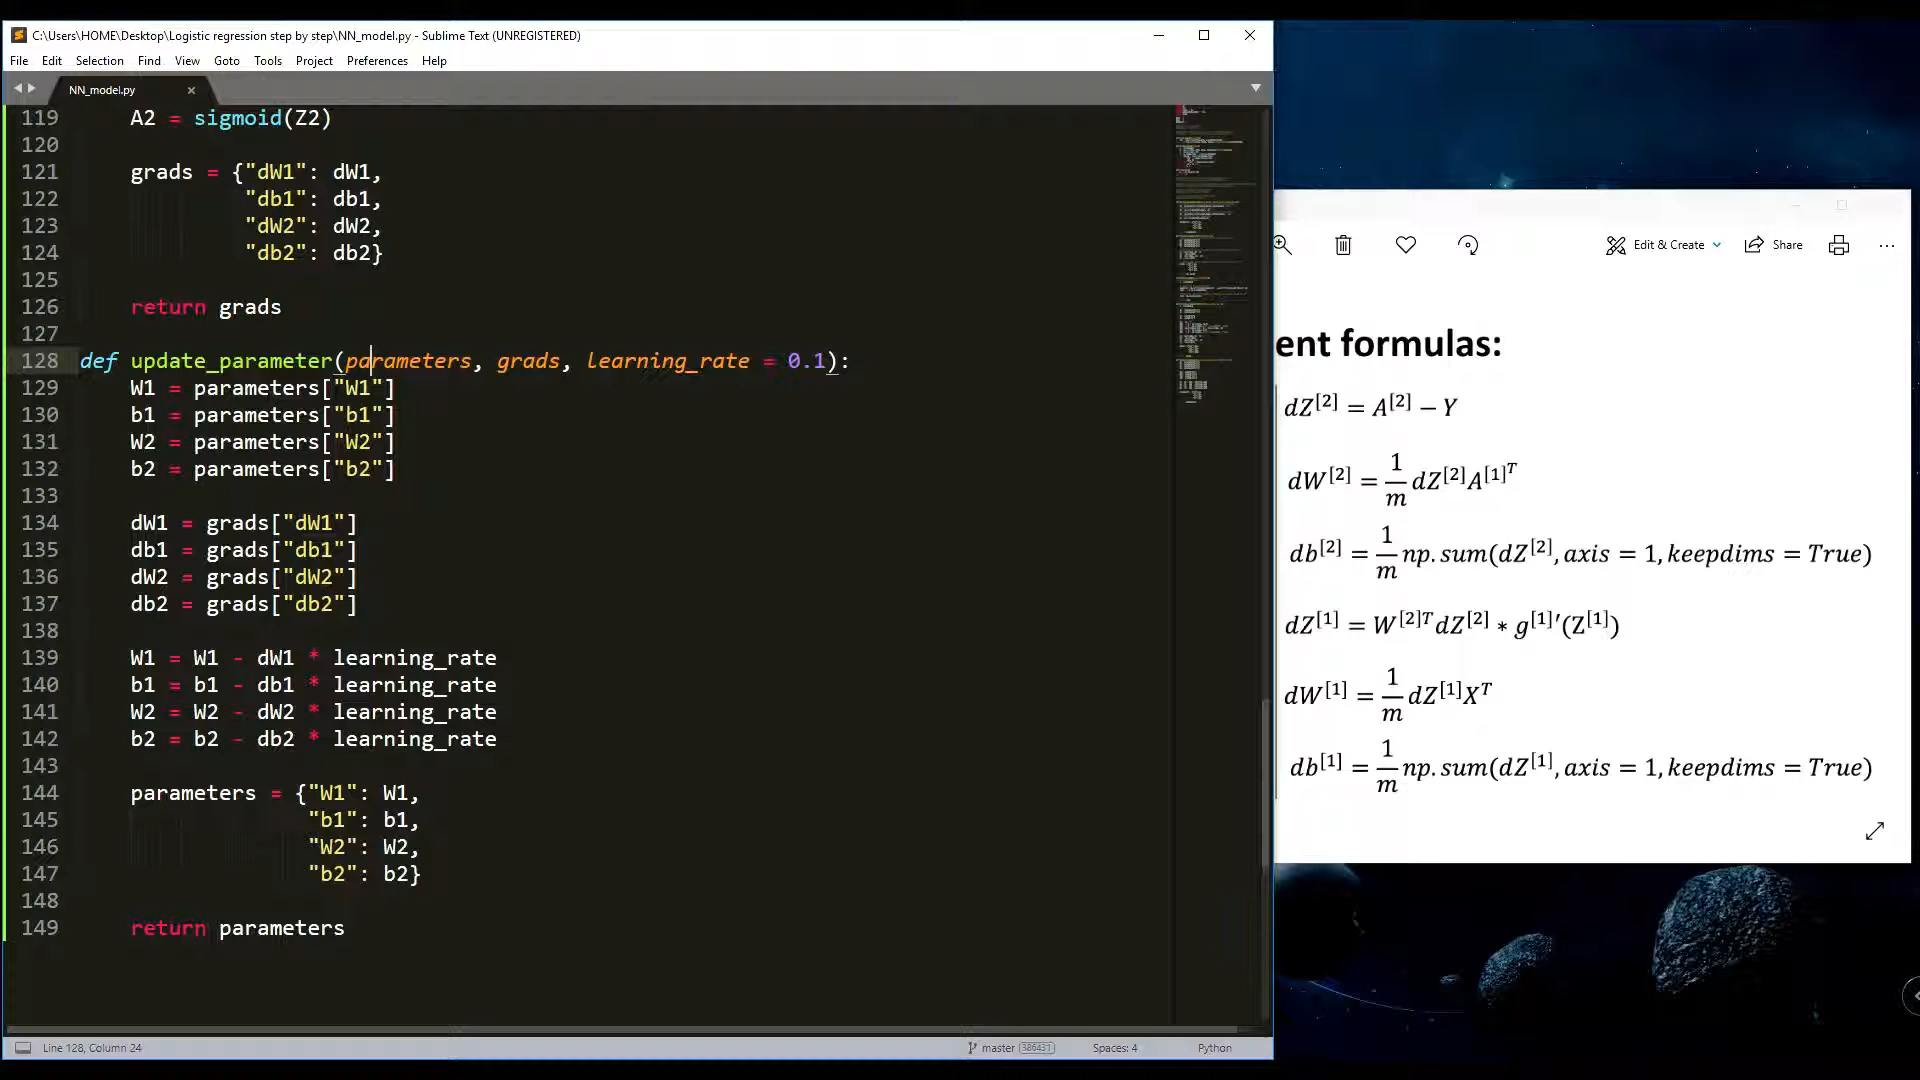 C:\Users\HOME\Desktop\Logistic regression step by step\NN_model.py - Sublime Text (UNREGISTERED)
File Edit Selection Find View Goto Tools Project Preferences Help
NN_model.py
119 A2 = sigmoid(Z2)
120
121 grads = {"dW1": dW1,
122 "db1": db1,
123 "dW2": dW2,
124 "db2": db2}
125
126 return grads
127
128 def update_parameter(parameters, grads, learning_rate = 0.1):
129 W1 = parameters["W1"]
130 b1 = parameters["b1"]
131 W2 = parameters["W2"]
132 b2 = parameters["b2"]
133
134 dW1 = grads["dW1"]
135 db1 = grads["db1"]
136 dW2 = grads["dW2"]
137 db2 = grads["db2"]
138
139 W1 = W1 - dW1 * learning_rate
140 b1 = b1 - db1 * learning_rate
141 W2 = W2 - dW2 * learning_rate
142 b2 = b2 - db2 * learning_rate
143
144 parameters = {"W1": W1,
145 "b1": b1,
146 "W2": W2,
147 "b2": b2}
148
149 return parameters
Line 128, Column 24 master 386431 Spaces: 4 Python
Edit & Create Share
ent formulas:
dZ^[2] = A^[2] − Y
dW^[2] = 1/m dZ^[2] A^[1]^T
db^[2] = 1/m np.sum(dZ^[2], axis = 1, keepdims = True)
dZ^[1] = W^[2]T dZ^[2] * g^[1]′(Z^[1])
dW^[1] = 1/m dZ^[1] X^T
db^[1] = 1/m np.sum(dZ^[1], axis = 1, keepdims = True)